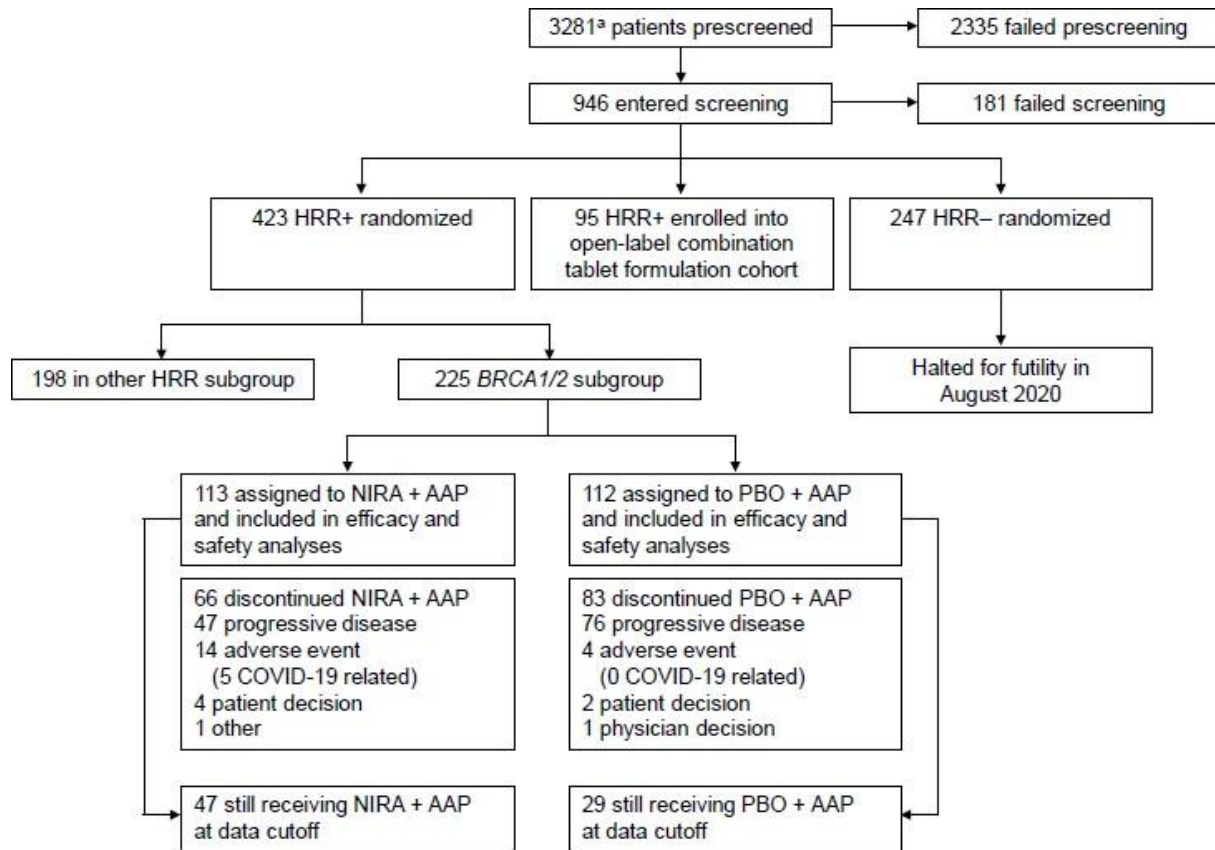 3281ª patients prescreened
2335 failed prescreening
946 entered screening
181 failed screening
423 HRR+ randomized
95 HRR+ enrolled into
open-label combination
tablet formulation cohort
247 HRR– randomized
198 in other HRR subgroup
225 BRCA1/2 subgroup
Halted for futility in
August 2020
113 assigned to NIRA + AAP
and included in efficacy and
safety analyses
112 assigned to PBO + AAP
and included in efficacy and
safety analyses
66 discontinued NIRA + AAP
47 progressive disease
14 adverse event
(5 COVID-19 related)
4 patient decision
1 other
83 discontinued PBO + AAP
76 progressive disease
4 adverse event
(0 COVID-19 related)
2 patient decision
1 physician decision
47 still receiving NIRA + AAP
at data cutoff
29 still receiving PBO + AAP
at data cutoff